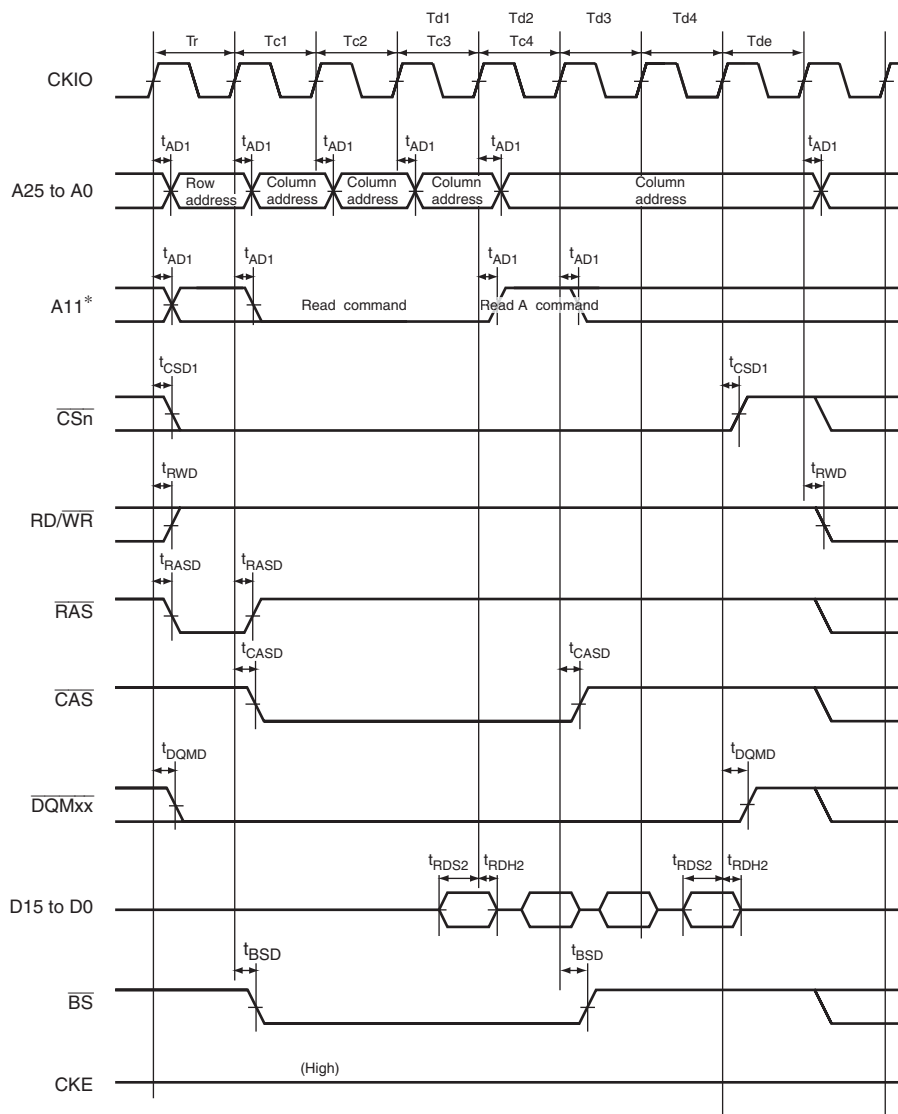 Td1 Td2 Td3 Td4
Tr Tc1 Tc2 Tc3 Tc4 Tde
CKIO
tAD1 tAD1 tAD1 tAD1 tAD1 tAD1
A25 to A0
Row address
Column address
Column address
Column address
Column address
tAD1 tAD1 tAD1 tAD1
A11*
Read command
Read A command
tCSD1 tCSD1
CSn
tRWD tRWD
RD/WR
tRASD tRASD
RAS
tCASD tCASD
CAS
tDQMD tDQMD
DQMxx
tRDS2 tRDH2 tRDS2 tRDH2
D15 to D0
tBSD tBSD
BS
(High)
CKE